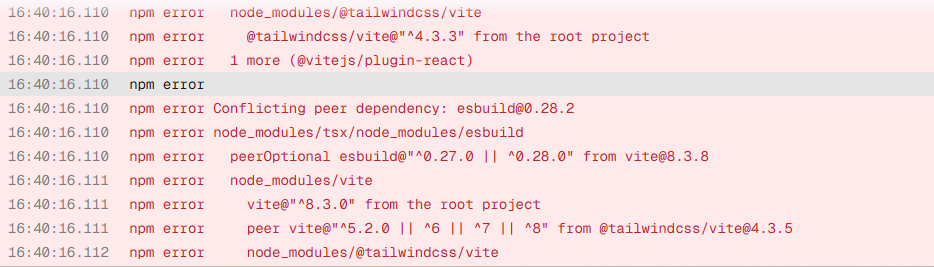 16:40:16.110 npm error   node_modules/@tailwindcss/vite
16:40:16.110 npm error     @tailwindcss/vite@"^4.3.3" from the root project
16:40:16.110 npm error   1 more (@vitejs/plugin-react)
16:40:16.110 npm error
16:40:16.110 npm error Conflicting peer dependency: esbuild@0.28.2
16:40:16.110 npm error node_modules/tsx/node_modules/esbuild
16:40:16.110 npm error   peerOptional esbuild@"^0.27.0 || ^0.28.0" from vite@8.3.8
16:40:16.111 npm error   node_modules/vite
16:40:16.111 npm error     vite@"^8.3.0" from the root project
16:40:16.111 npm error     peer vite@"^5.2.0 || ^6 || ^7 || ^8" from @tailwindcss/vite@4.3.5
16:40:16.112 npm error     node_modules/@tailwindcss/vite